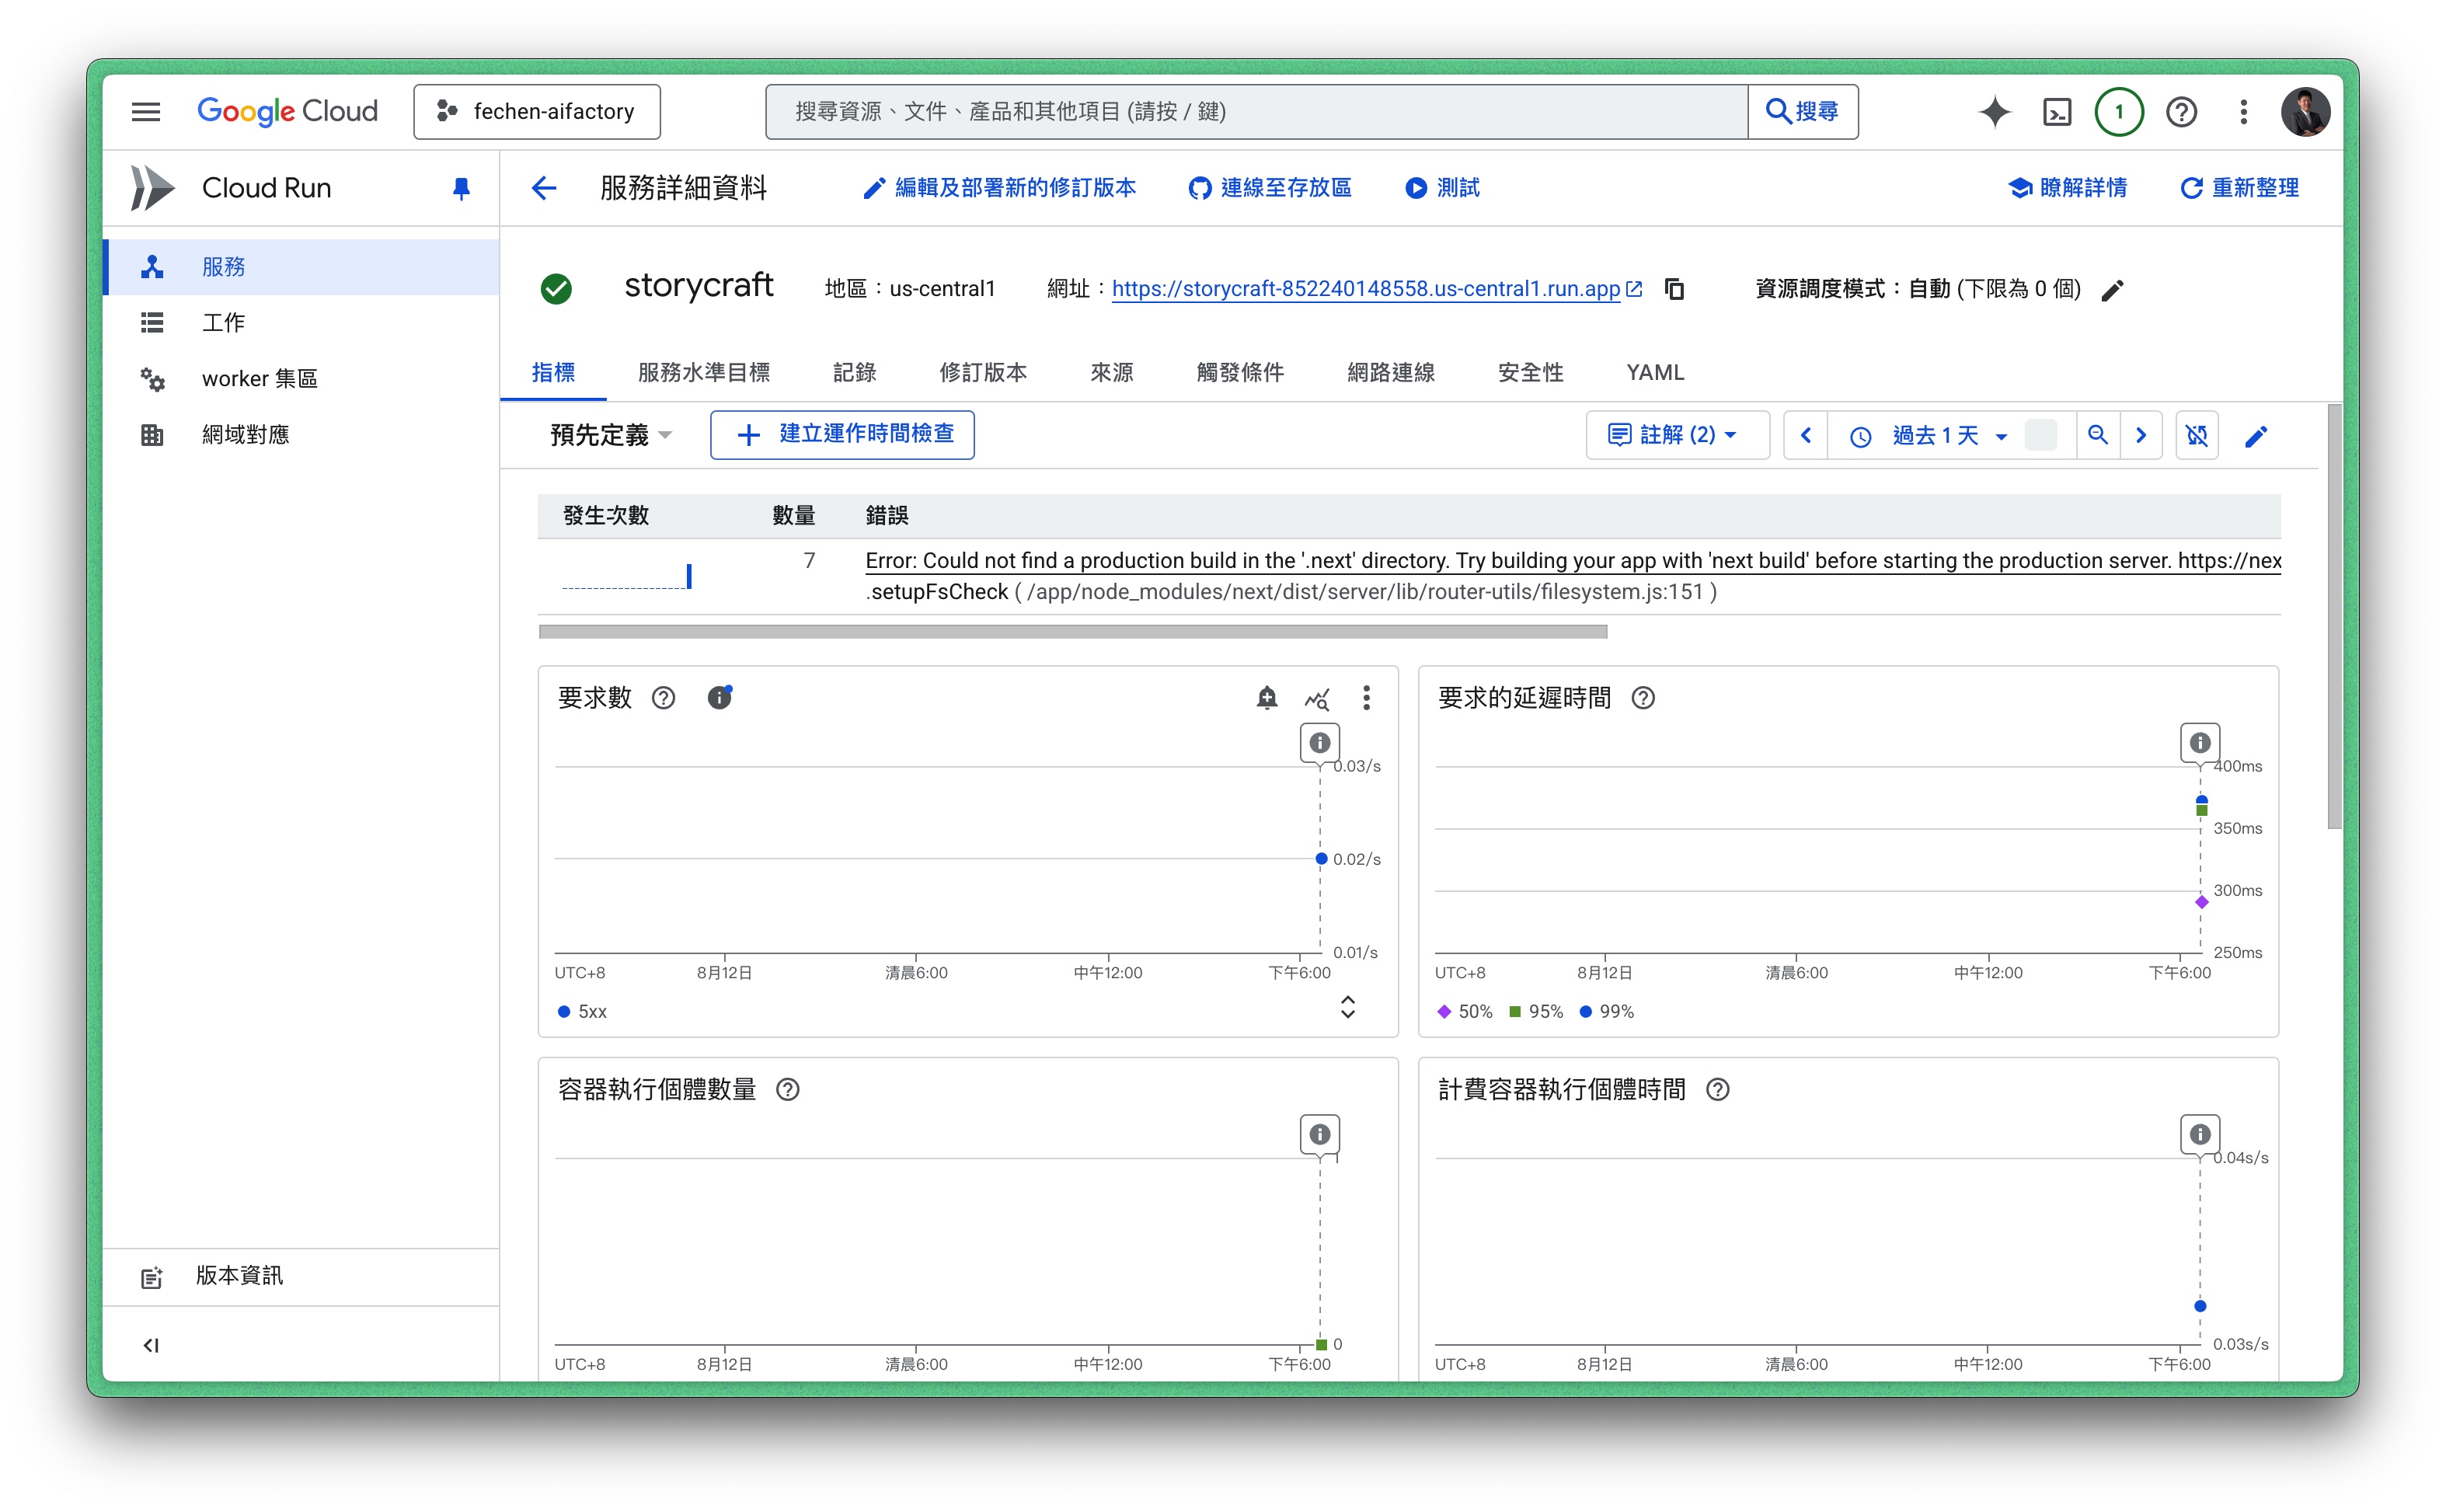 Google Cloud
fechen-aifactory
搜尋資源、文件、產品和其他項目 (請按 / 鍵)
搜尋
1
Cloud Run
服務詳細資料
編輯及部署新的修訂版本
連線至存放區
測試
瞭解詳情
重新整理
服務
工作
worker 集區
網域對應
版本資訊
storycraft
地區：us-central1
網址：https://storycraft-852240148558.us-central1.run.app
資源調度模式：自動 (下限為 0 個)
指標
服務水準目標
記錄
修訂版本
來源
觸發條件
網路連線
安全性
YAML
預先定義
建立運作時間檢查
註解 (2)
過去 1 天
發生次數
數量
錯誤
7
Error: Could not find a production build in the '.next' directory. Try building your app with 'next build' before starting the production server. https://nex
.setupFsCheck ( /app/node_modules/next/dist/server/lib/router-utils/filesystem.js:151 )
要求數
0.03/s
0.02/s
0.01/s
UTC+8
8月12日
清晨6:00
中午12:00
下午6:00
5xx
要求的延遲時間
400ms
350ms
300ms
250ms
UTC+8
8月12日
清晨6:00
中午12:00
下午6:00
50%
95%
99%
容器執行個體數量
0
UTC+8
8月12日
清晨6:00
中午12:00
下午6:00
計費容器執行個體時間
0.04s/s
0.03s/s
UTC+8
8月12日
清晨6:00
中午12:00
下午6:00